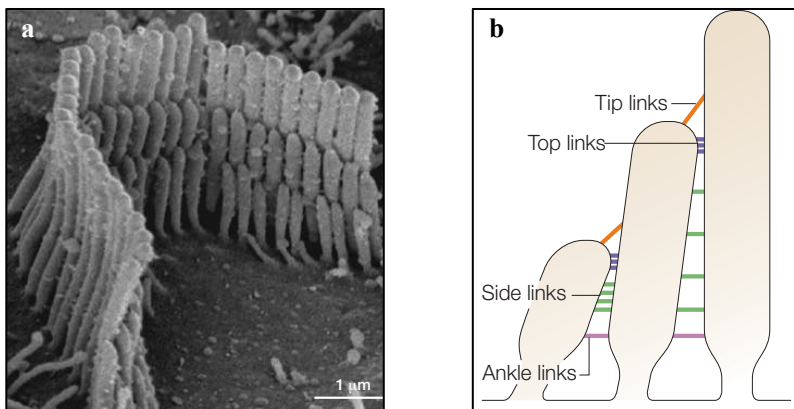 a
1 μm
b
Tip links
Top links
Side links
Ankle links